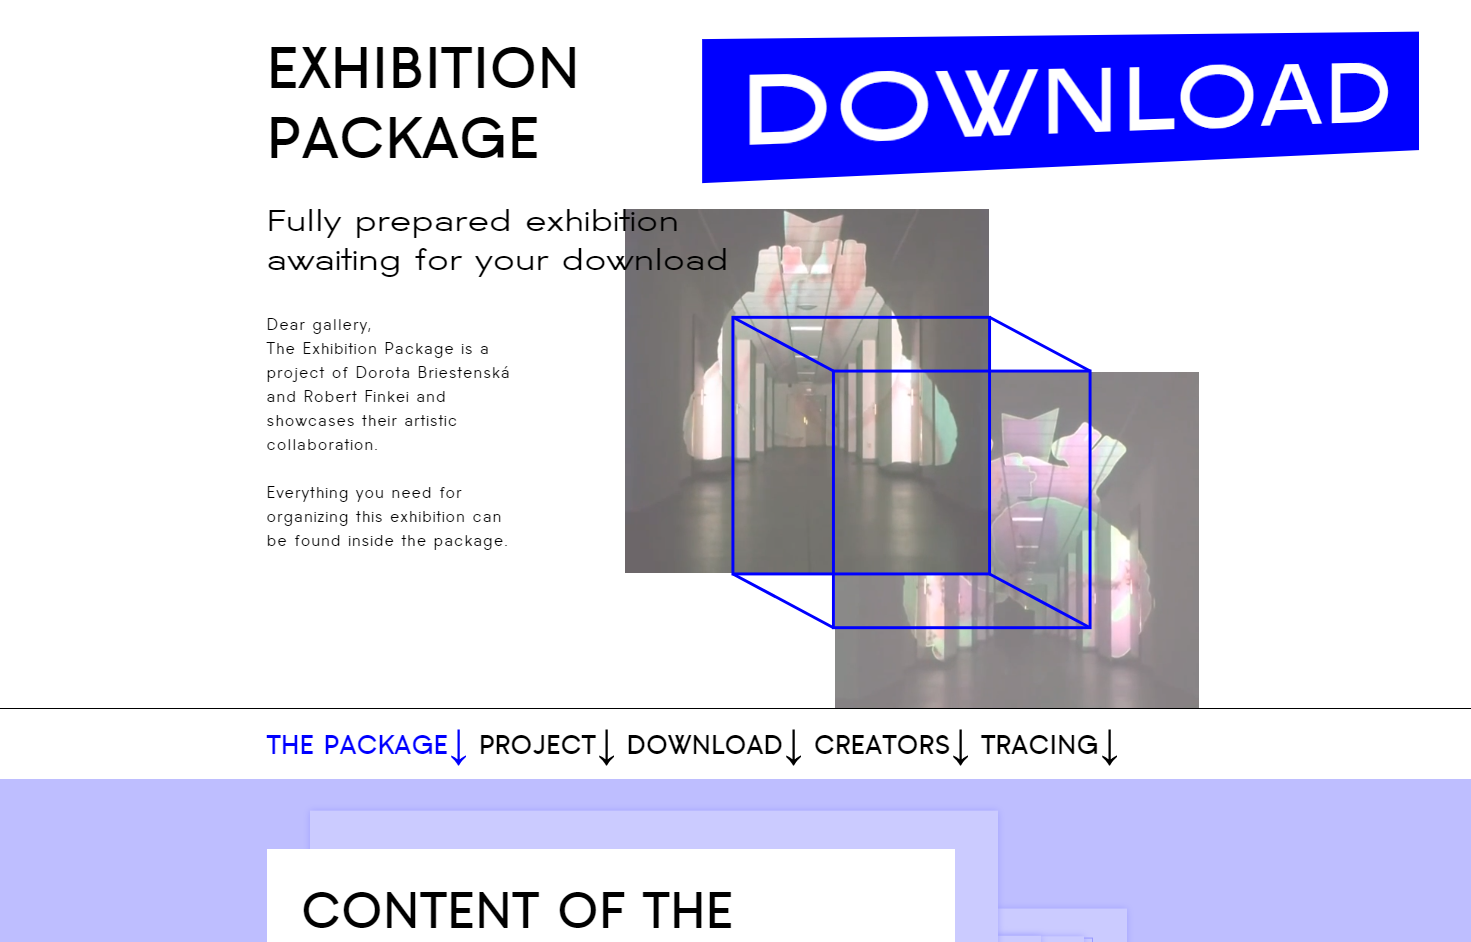 EXHIBITION
PACKAGE
DOWNLOAD
Fully prepared exhibition
awaiting for your download
Dear gallery,
The Exhibition Package is a
project of Dorota Briestenská
and Robert Finkei and
showcases their artistic
collaboration.
Everything you need for
organizing this exhibition can
be found inside the package.
THE PACKAGE↓ PROJECT↓ DOWNLOAD↓ CREATORS↓ TRACING↓
CONTENT OF THE